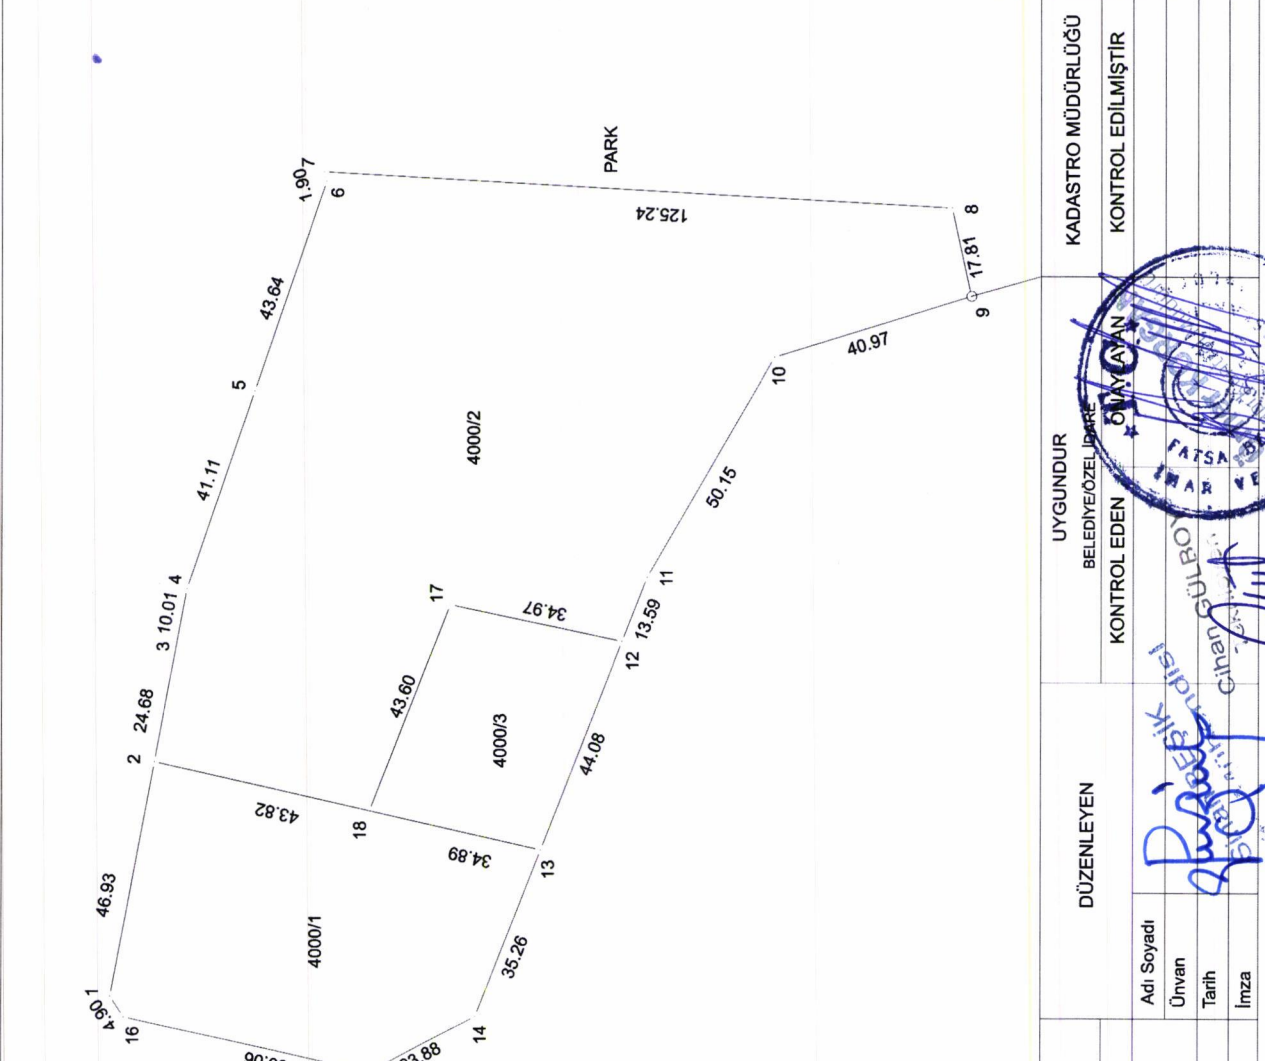 PARK
1.90
7
6
43.64
125.24
8
17.81
9
40.97
10
5
41.11
4000/2
50.15
4
10.01
3
17
34.97
11
13.59
12
24.68
43.60
4000/3
44.08
2
43.82
18
34.89
13
46.93
4000/1
35.26
1
4.90
16
14
KADASTRO MÜDÜRLÜĞÜ
KONTROL EDİLMİŞTİR
UYGUNDUR
BELEDİYE/ÖZEL İDARE
KONTROL EDEN
ONAYLAYAN
DÜZENLEYEN
Adı Soyadı
Ünvan
Tarih
İmza
T.C.
FATSA
İMAR VE
Cihan GÜLBOY